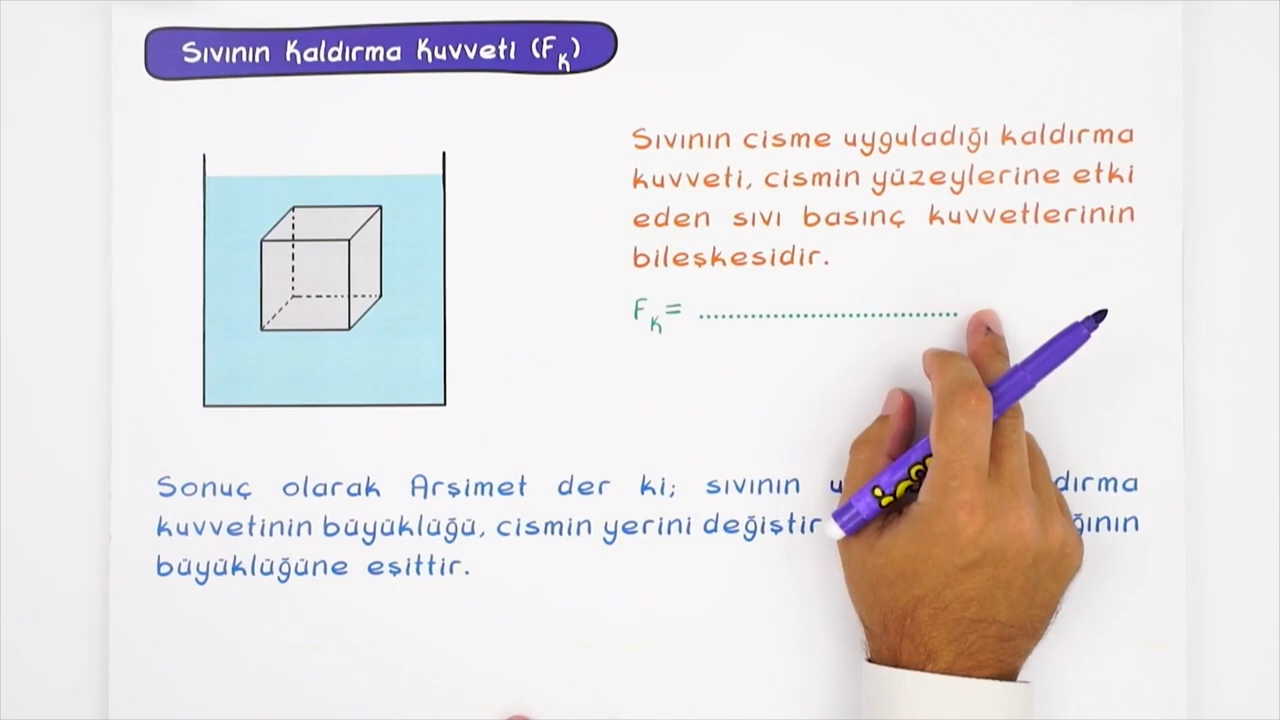 Sıvının Kaldırma Kuvveti (FK)
Sıvının cisme uyguladığı kaldırma
kuvveti, cismin yüzeylerine etki
eden sıvı basınç kuvvetlerinin
bileşkesidir.
FK= ....................................
Sonuç olarak Arşimet der ki; sıvının
kuvvetinin büyüklüğü, cismin yerini
büyüklüğüne eşittir.